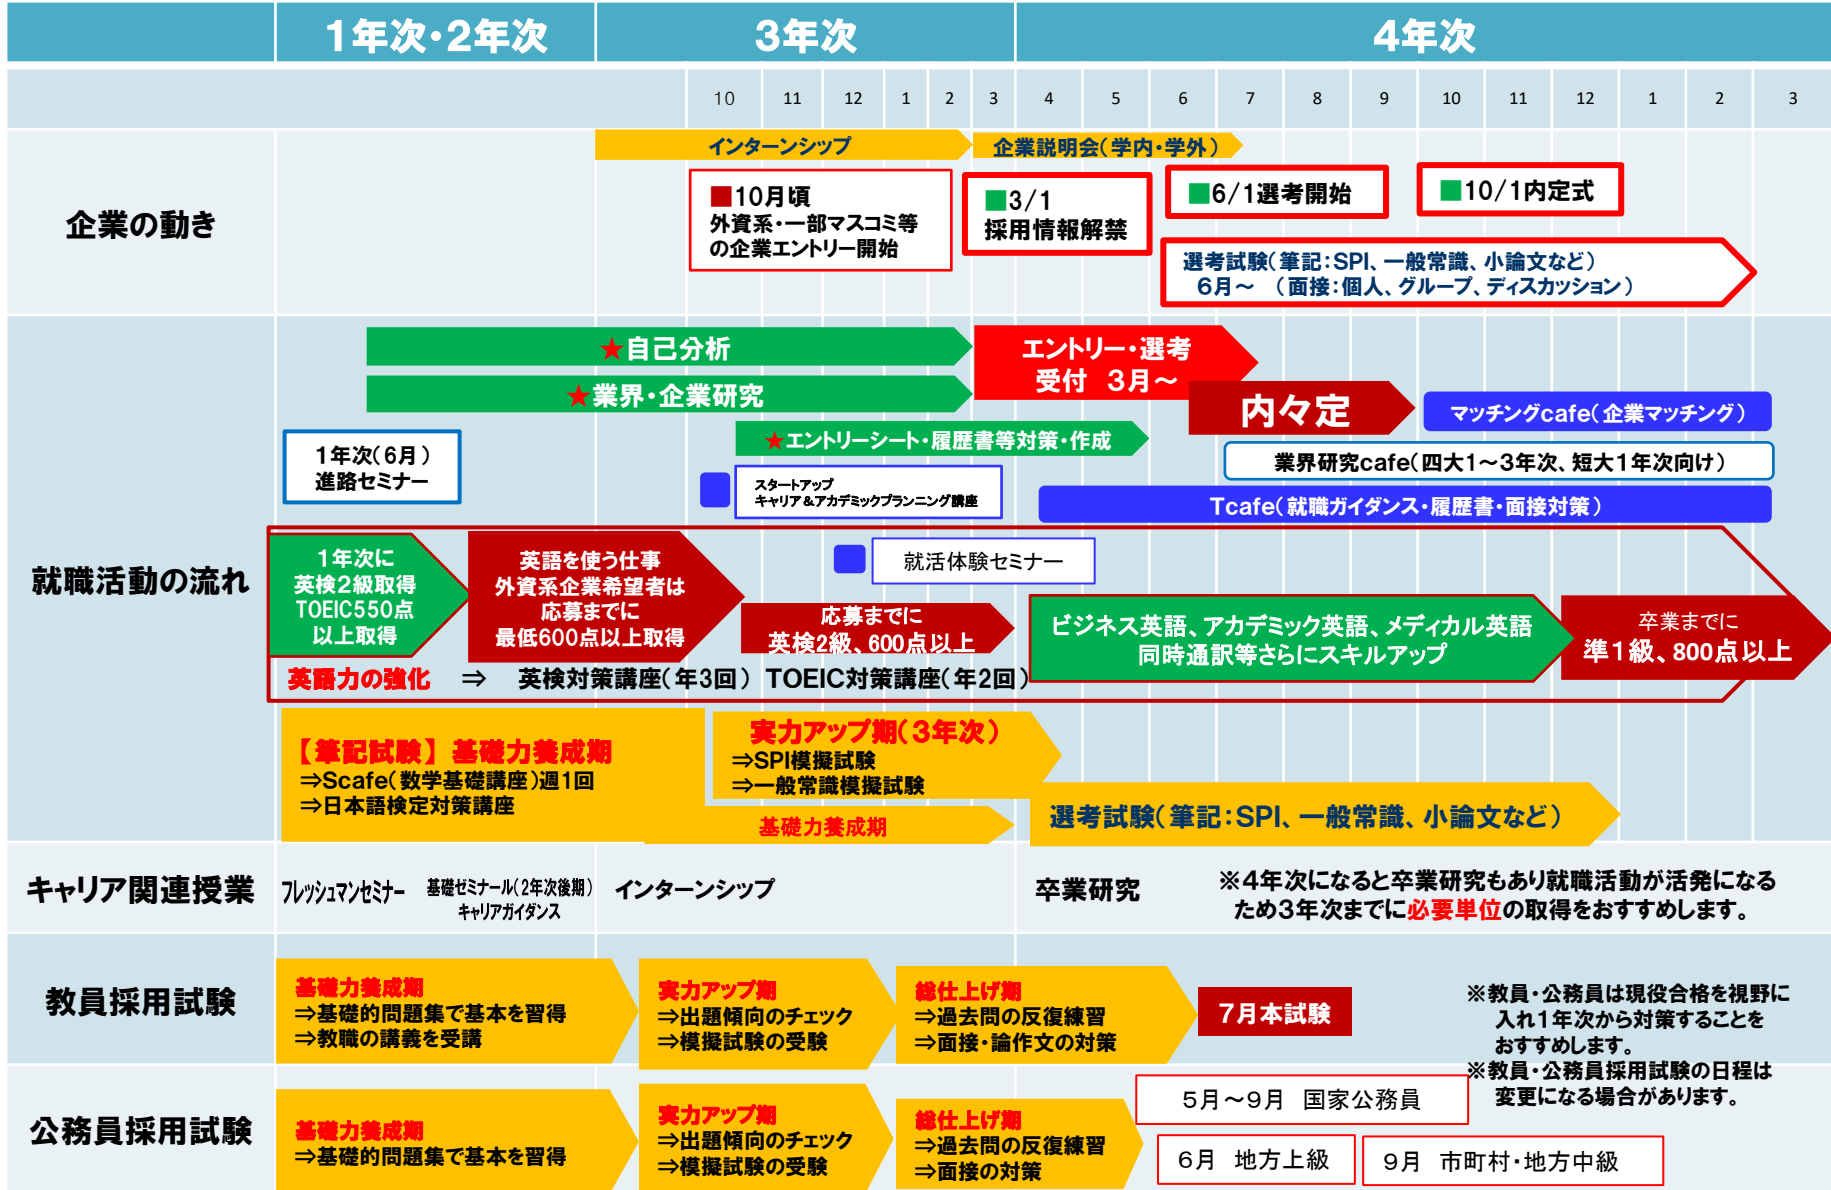 1年次・2年次
3年次
4年次
10 11 12 1 2 3 4 5 6 7 8 9 10 11 12 1 2 3
企業の動き
インターンシップ
企業説明会(学内・学外)
■10月頃
外資系・一部マスコミ等
の企業エントリー開始
■3/1
採用情報解禁
■6/1選考開始
■10/1内定式
選考試験(筆記:SPI、一般常識、小論文など)
6月～ (面接:個人、グループ、ディスカッション)
就職活動の流れ
★自己分析
★業界・企業研究
エントリー・選考
受付 3月～
内々定
マッチングcafe(企業マッチング)
★エントリーシート・履歴書等対策・作成
1年次(6月)
進路セミナー
業界研究cafe(四大1～3年次、短大1年次向け)
スタートアップ
キャリア&アカデミックプランニング講座
Tcafe(就職ガイダンス・履歴書・面接対策)
就活体験セミナー
1年次に
英検2級取得
TOEIC550点
以上取得
英語を使う仕事
外資系企業希望者は
応募までに
最低600点以上取得
応募までに
英検2級、600点以上
ビジネス英語、アカデミック英語、メディカル英語
同時通訳等さらにスキルアップ
卒業までに
準1級、800点以上
英語力の強化 ⇒ 英検対策講座(年3回) TOEIC対策講座(年2回)
【筆記試験】基礎力養成期
⇒Scafe(数学基礎講座)週1回
⇒日本語検定対策講座
実力アップ期(3年次)
⇒SPI模擬試験
⇒一般常識模擬試験
基礎力養成期
選考試験(筆記:SPI、一般常識、小論文など)
キャリア関連授業
フレッシュマンセミナー
基礎ゼミナール(2年次後期)
キャリアガイダンス
インターンシップ
卒業研究
※4年次になると卒業研究もあり就職活動が活発になる
ため3年次までに必要単位の取得をおすすめします。
教員採用試験
基礎力養成期
⇒基礎的問題集で基本を習得
⇒教職の講義を受講
実力アップ期
⇒出題傾向のチェック
⇒模擬試験の受験
総仕上げ期
⇒過去問の反復練習
⇒面接・論作文の対策
7月本試験
※教員・公務員は現役合格を視野に
入れ1年次から対策することを
おすすめします。
※教員・公務員採用試験の日程は
変更になる場合があります。
公務員採用試験
基礎力養成期
⇒基礎的問題集で基本を習得
実力アップ期
⇒出題傾向のチェック
⇒模擬試験の受験
総仕上げ期
⇒過去問の反復練習
⇒面接の対策
5月～9月 国家公務員
6月 地方上級
9月 市町村・地方中級